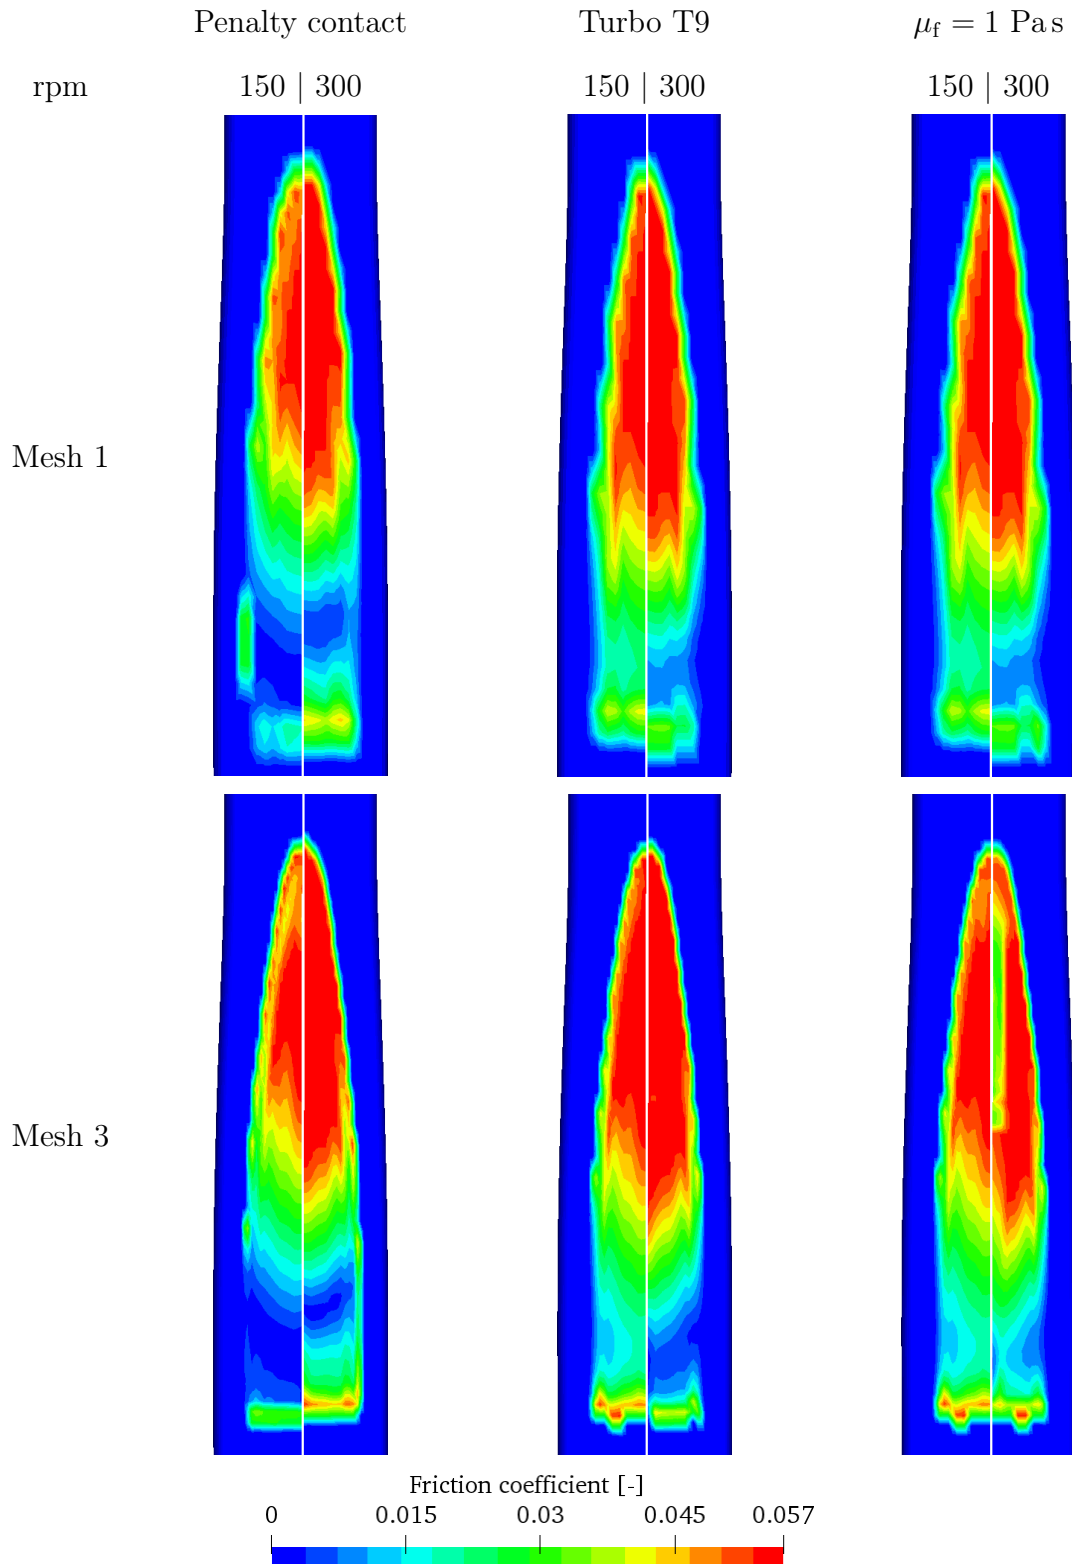 Penalty contact Turbo T9 μf = 1 Pa s
rpm 150 | 300 150 | 300 150 | 300
Mesh 1
Mesh 3
Friction coefficient [-]
0 0.015 0.03 0.045 0.057